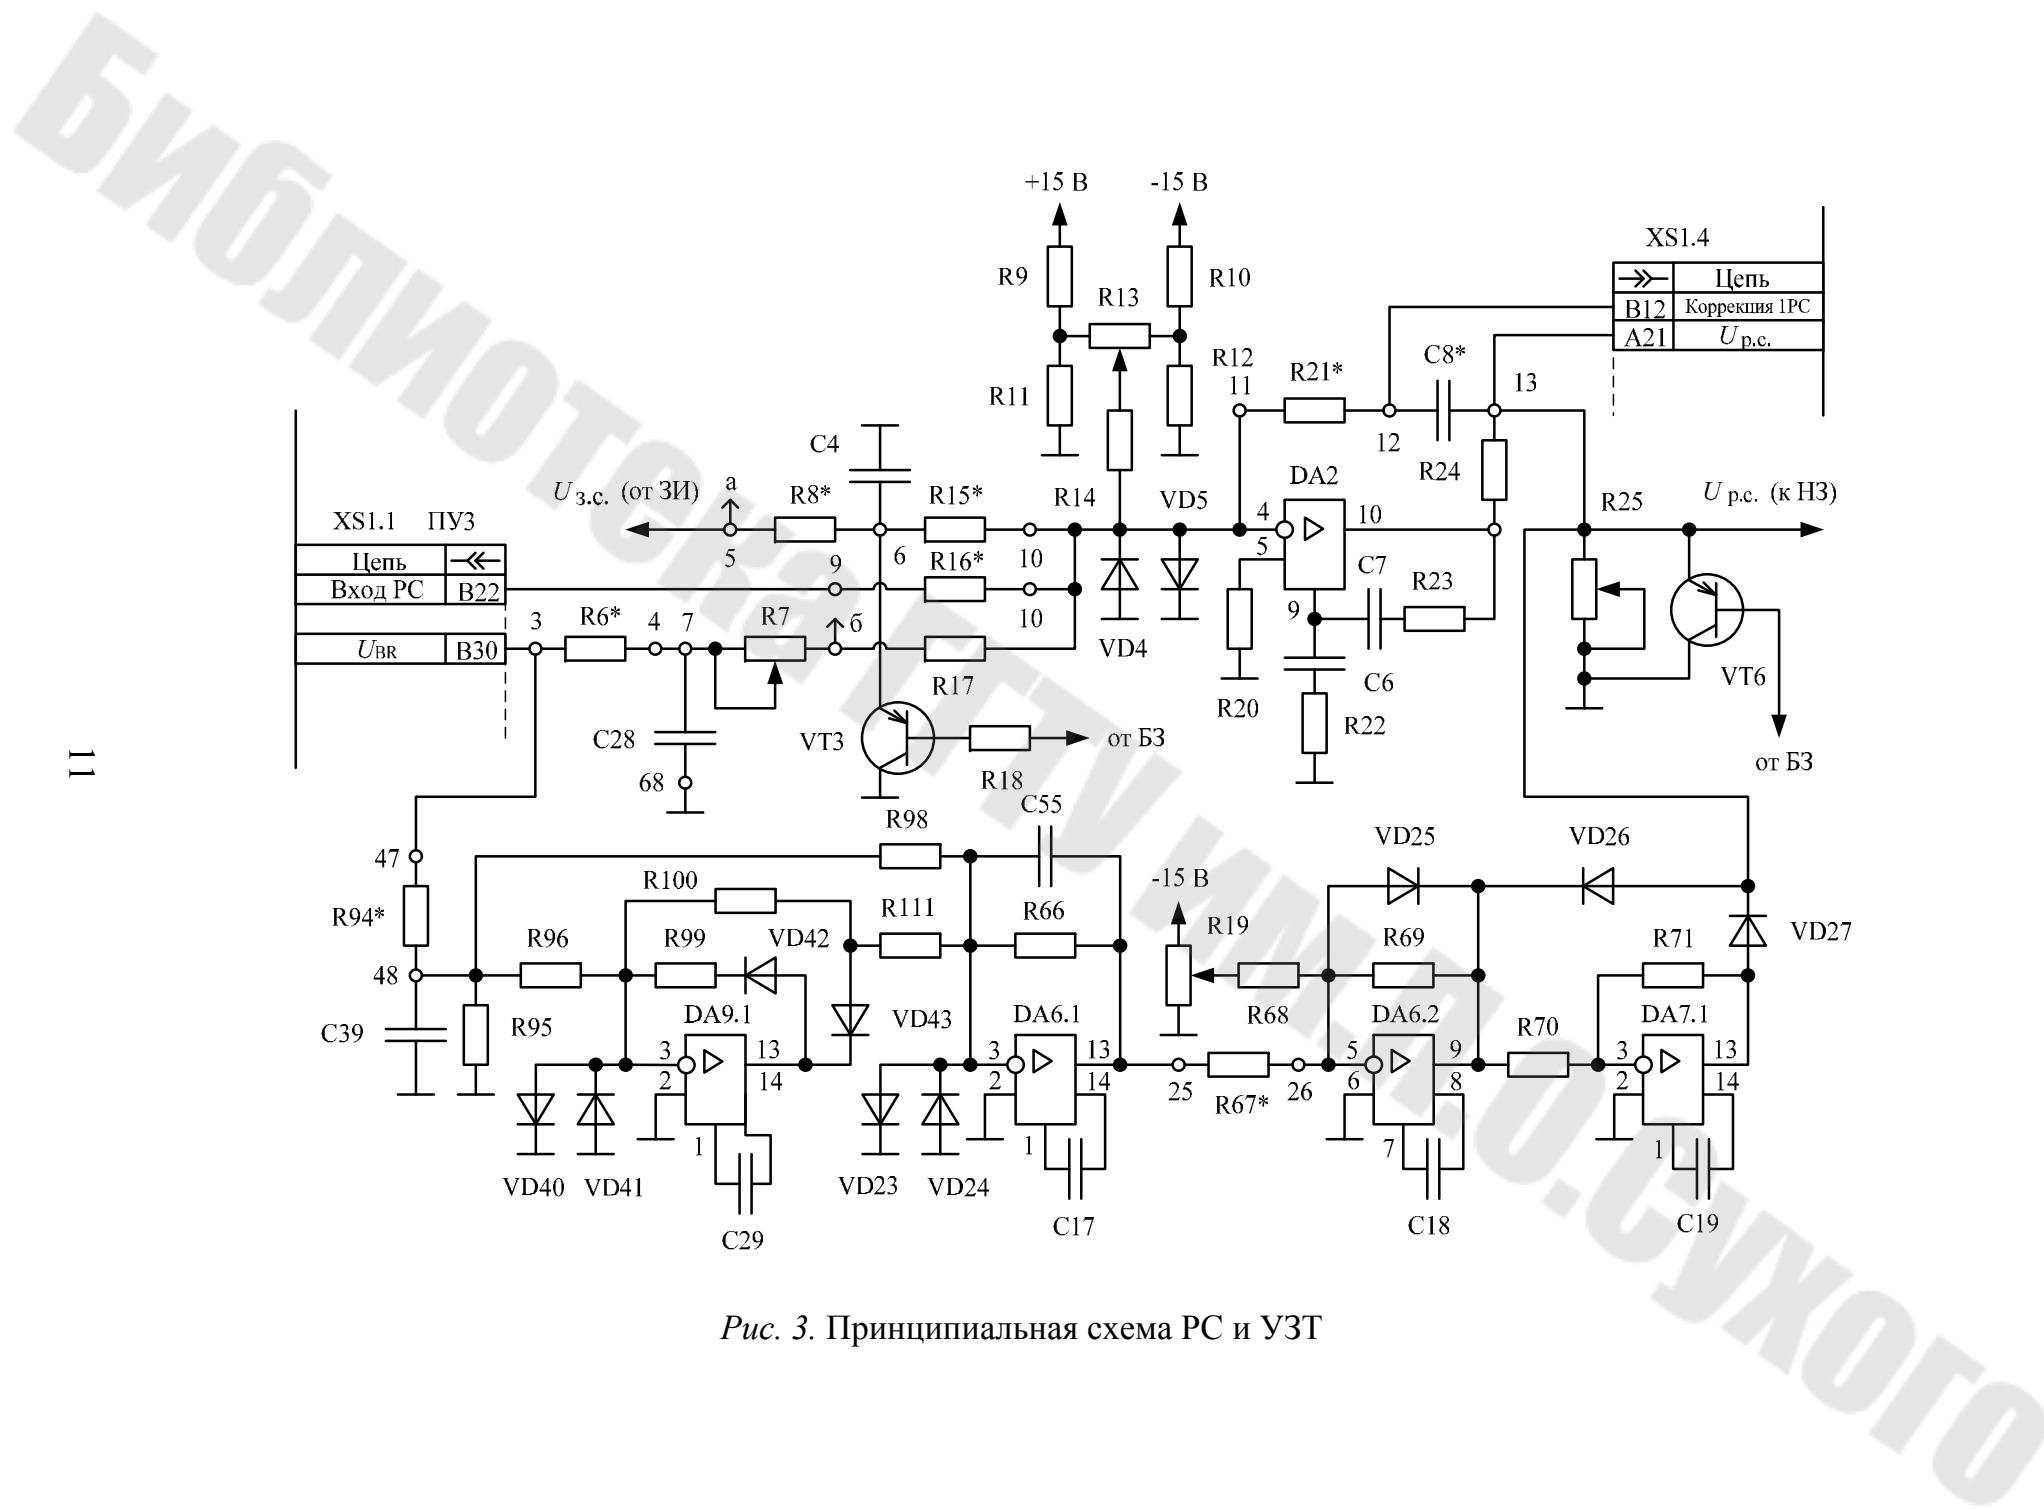 Библиотека ГГТУ им.П.О.Сухого
+15 В
-15 В
XS1.4
R9
R10
R13
Цепь
B12
Коррекция 1РС
A21
U р.с.
R11
R12
11
R21*
C8*
13
12
C4
R14
VD5
DA2
R24
R25
U р.с. (к НЗ)
U з.с. (от ЗИ)
а
R8*
R15*
4
10
XS1.1
ПУЗ
5
6
10
5
Цепь
9
R16*
C7
R23
Вход РС
B22
10
9
3
R6*
4
7
R7
б
VD4
UBR
B30
R17
R20
C6
VT6
R22
C28
VT3
от БЗ
68
R18
от БЗ
11
R98
C55
VD25
VD26
47
R100
R111
R66
-15 В
R19
R94*
R96
R99
VD42
R69
R71
VD27
48
DA9.1
VD43
DA6.1
R68
DA6.2
R70
DA7.1
C39
R95
3
13
3
13
5
9
3
13
2
14
2
14
25
R67*
26
6
8
2
14
1
1
7
1
VD40
VD41
VD23
VD24
C29
C17
C18
C19
Рис. 3. Принципиальная схема РС и УЗТ